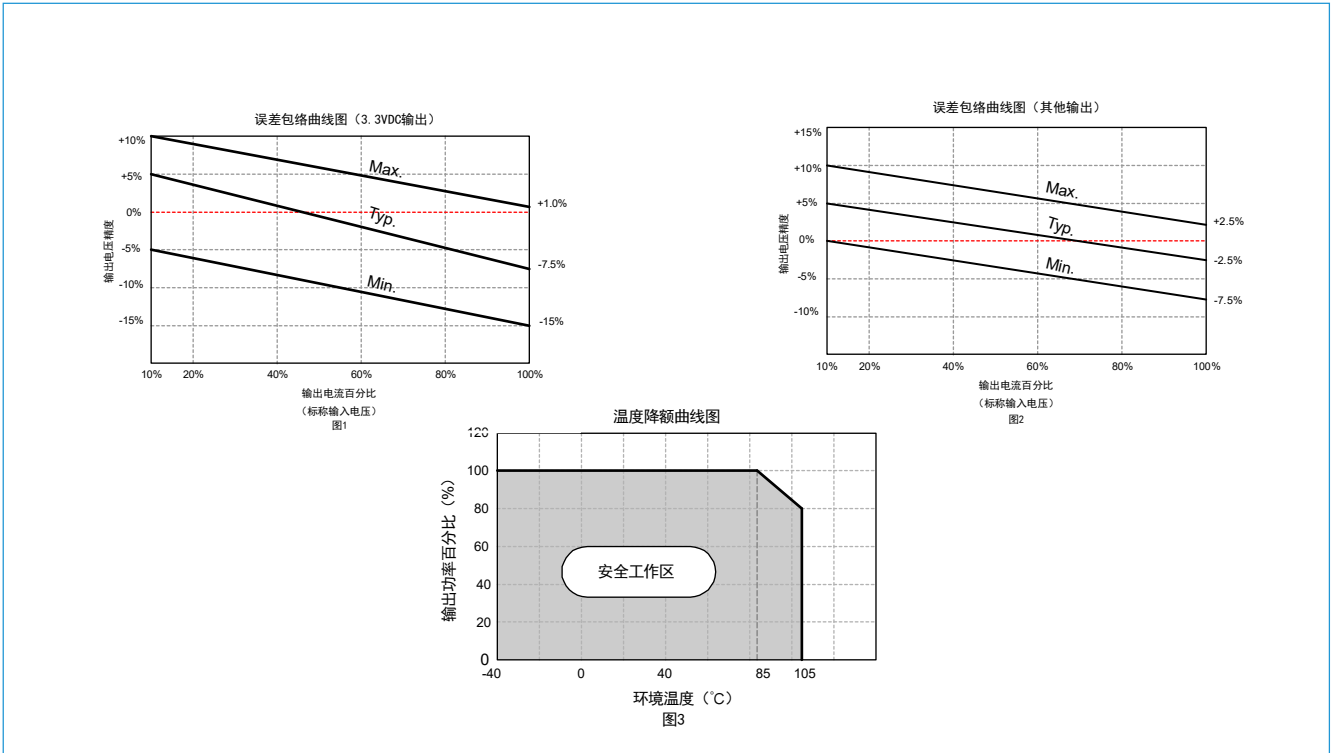 误差包络曲线图（3.3VDC输出）
+10%
+5%
0%
-5%
-10%
-15%
输出电压精度
Max.
Typ.
Min.
+1.0%
-7.5%
-15%
10% 20% 40% 60% 80% 100%
输出电流百分比
（标称输入电压）
图1
误差包络曲线图（其他输出）
+15%
+10%
+5%
0%
-5%
-10%
输出电压精度
Max.
Typ.
Min.
+2.5%
-2.5%
-7.5%
10% 20% 40% 60% 80% 100%
输出电流百分比
（标称输入电压）
图2
温度降额曲线图
120
100
80
60
40
20
0
输出功率百分比（%）
安全工作区
-40 0 40 85 105
环境温度（℃）
图3